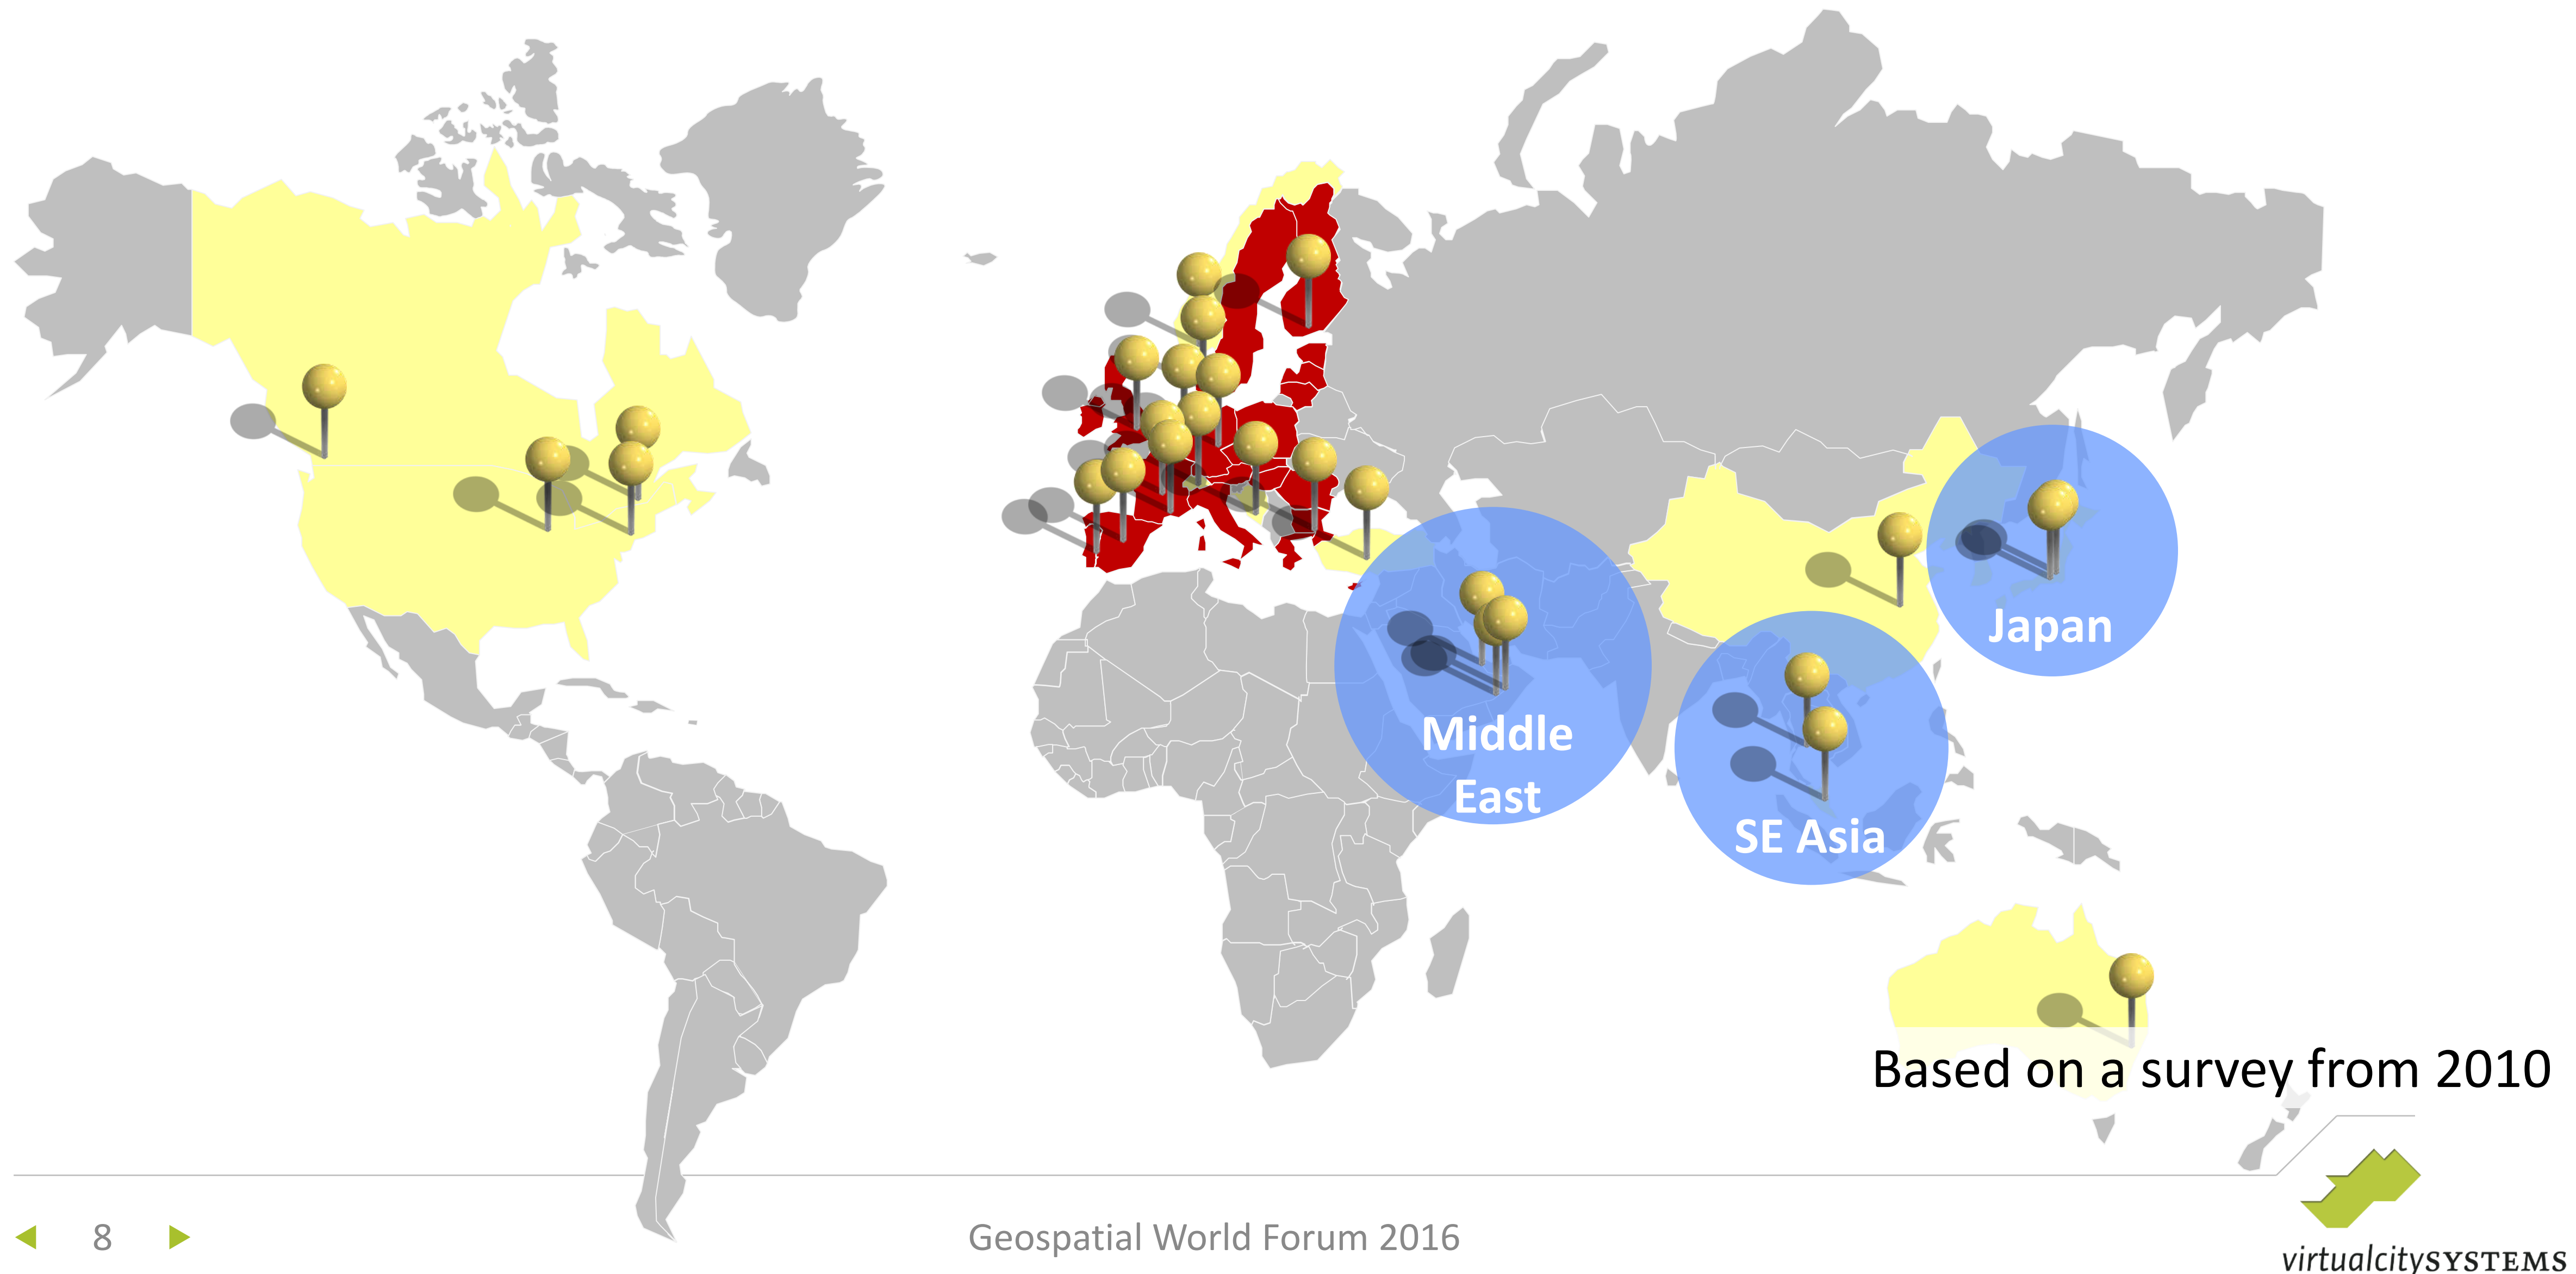 Japan
Middle
East
SE Asia
Based on a survey from 2010
8
Geospatial World Forum 2016
virtualcitySYSTEMS